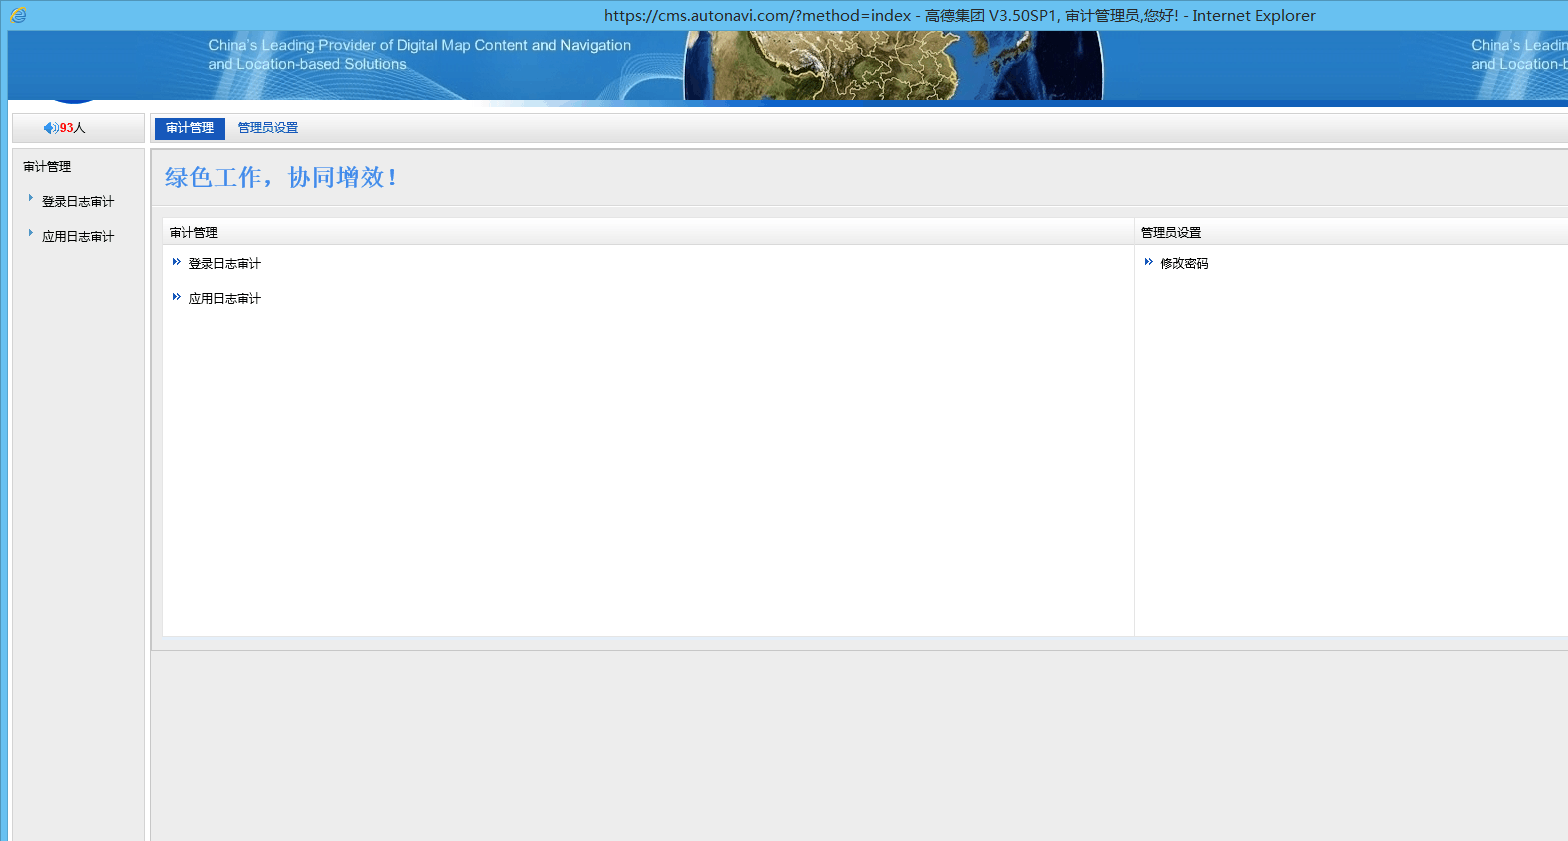 https://cms.autonavi.com/?method=index - 高德集团 V3.50SP1, 审计管理员,您好! - Internet Explorer
China's Leading Provider of Digital Map Content and Navigation
and Location-based Solutions
China's Leadin
and Location-b
93人
审计管理 管理员设置
审计管理
登录日志审计
应用日志审计
绿色工作，协同增效！
审计管理
登录日志审计
应用日志审计
管理员设置
修改密码